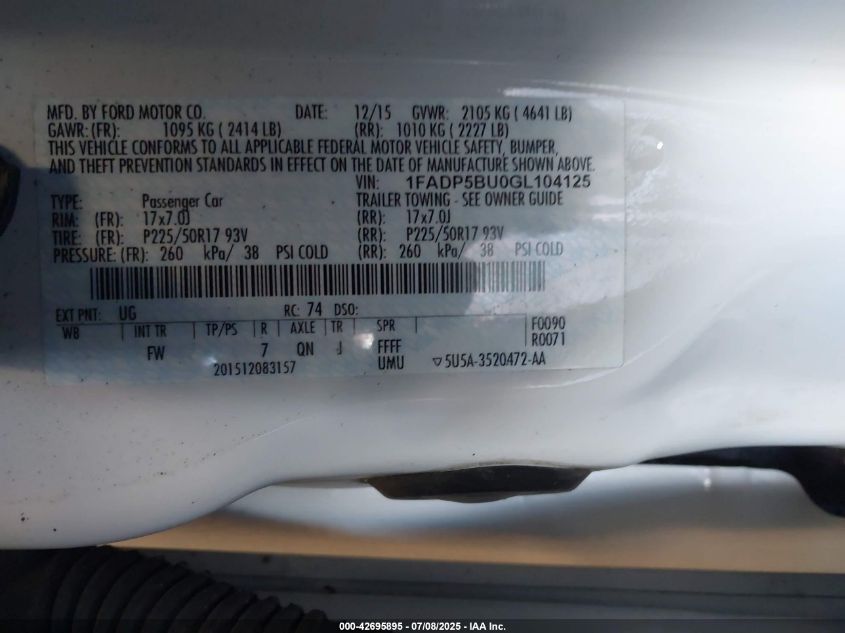 MFD. BY FORD MOTOR CO. DATE: 12/15 GVWR: 2105 KG ( 4641 LB)
GAWR: (FR): 1095 KG ( 2414 LB) (RR): 1010 KG ( 2227 LB)
THIS VEHICLE CONFORMS TO ALL APPLICABLE FEDERAL MOTOR VEHICLE SAFETY, BUMPER,
AND THEFT PREVENTION STANDARDS IN EFFECT ON THE DATE OF MANUFACTURE SHOWN ABOVE.
VIN: 1FADP5BU0GL104125
TYPE: Passenger Car TRAILER TOWING - SEE OWNER GUIDE
RIM: (FR): 17x7.0J (RR): 17x7.0J
TIRE: (FR): P225/50R17 93V (RR): P225/50R17 93V
PRESSURE: (FR): 260 kPa/ 38 PSI COLD (RR): 260 kPa/ 38 PSI COLD
EXT PNT: UG RC: 74 DSO:
WB INT TR TP/PS R AXLE TR SPR F0090
FW 7 QN J FFFF R0071
201512083157 UMU ▽5U5A-3520472-AA
000-42695895 - 07/08/2025 - IAA Inc.